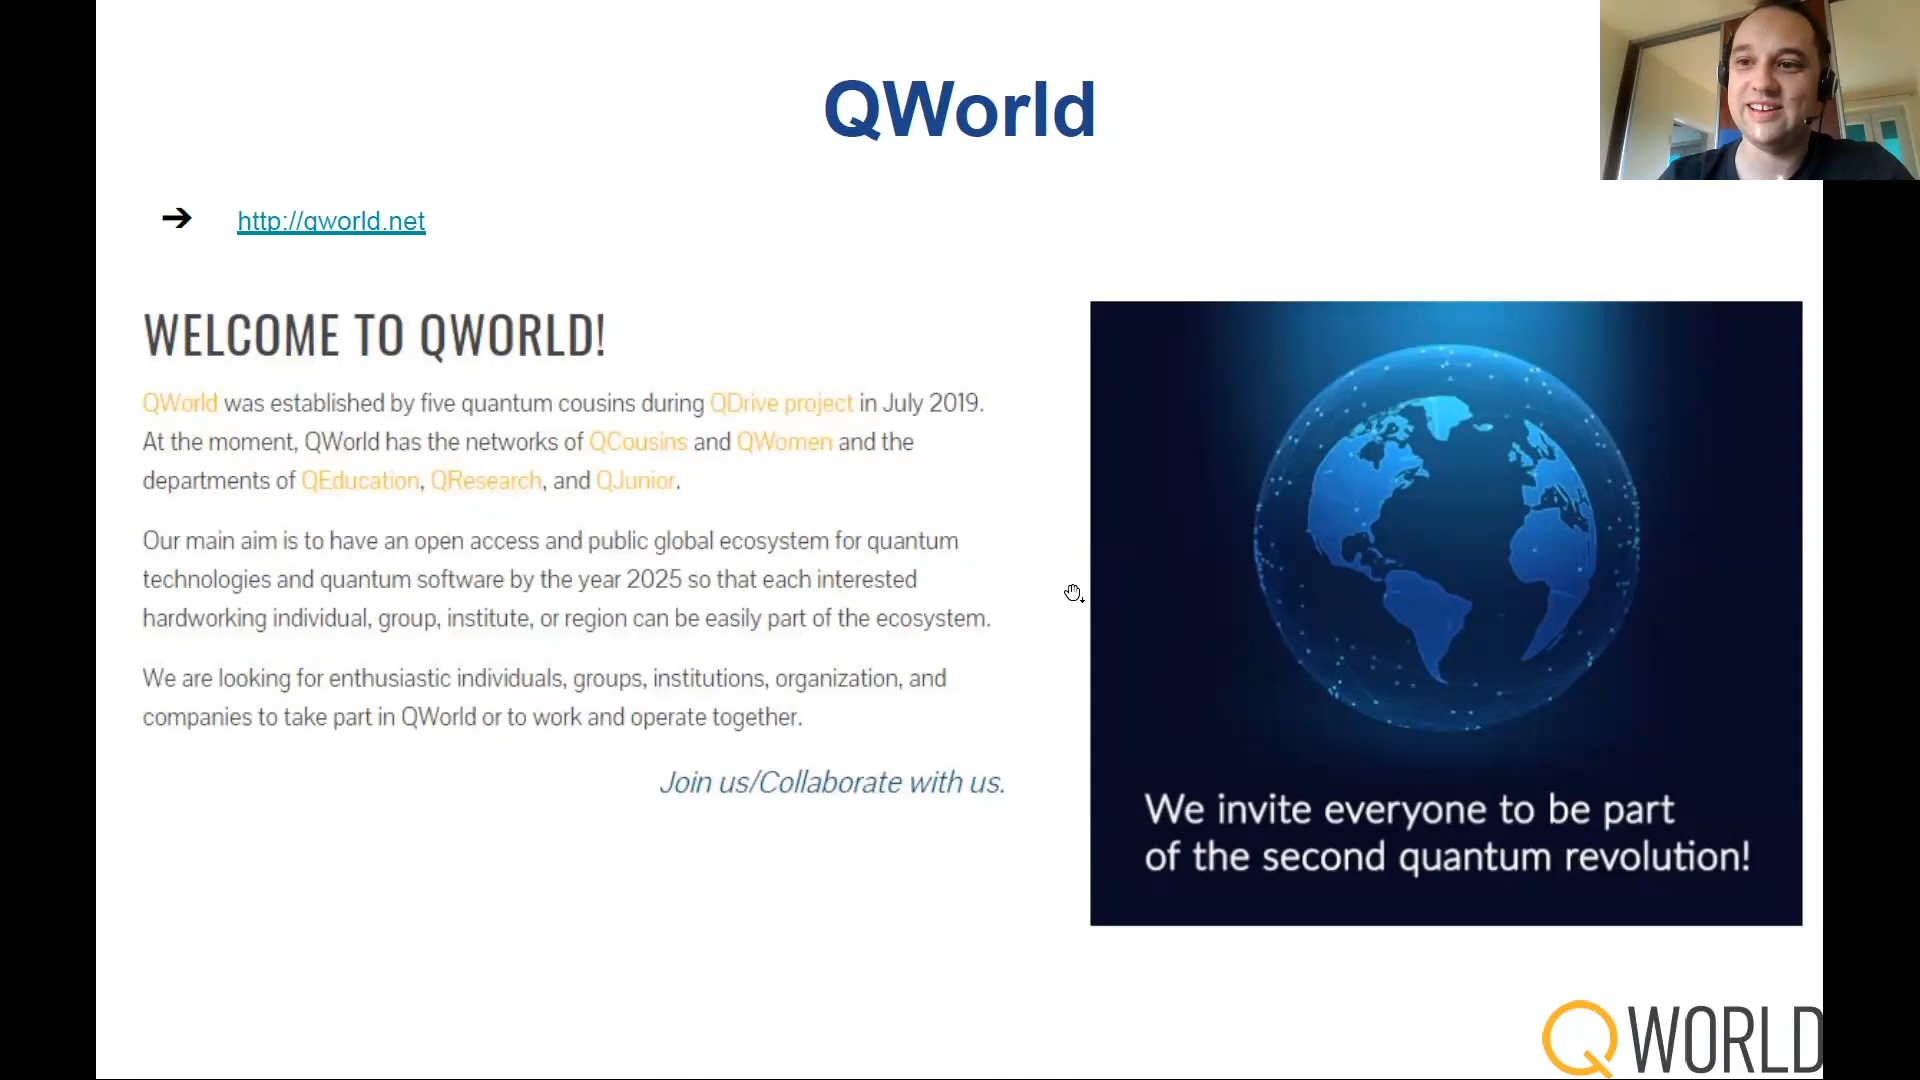 QWorld
➔ http://qworld.net
WELCOME TO QWORLD!
QWorld was established by five quantum cousins during QDrive project in July 2019.
At the moment, QWorld has the networks of QCousins and QWomen and the
departments of QEducation, QResearch, and QJunior.
Our main aim is to have an open access and public global ecosystem for quantum
technologies and quantum software by the year 2025 so that each interested
hardworking individual, group, institute, or region can be easily part of the ecosystem.
We are looking for enthusiastic individuals, groups, institutions, organization, and
companies to take part in QWorld or to work and operate together.
Join us/Collaborate with us.
We invite everyone to be part
of the second quantum revolution!
QWORLD